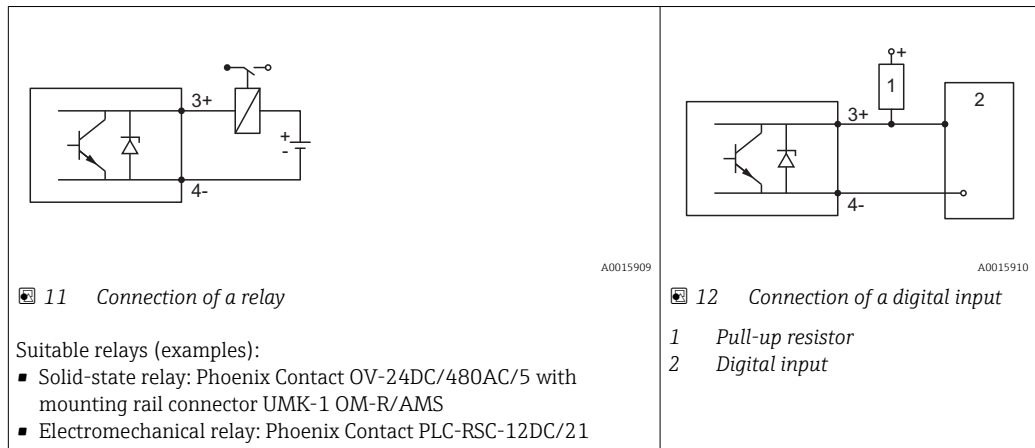 3+
+
-
4-
A0015909
11 Connection of a relay
Suitable relays (examples):
▪ Solid-state relay: Phoenix Contact OV-24DC/480AC/5 with
mounting rail connector UMK-1 OM-R/AMS
▪ Electromechanical relay: Phoenix Contact PLC-RSC-12DC/21
+
1
2
3+
4-
A0015910
12 Connection of a digital input
1 Pull-up resistor
2 Digital input